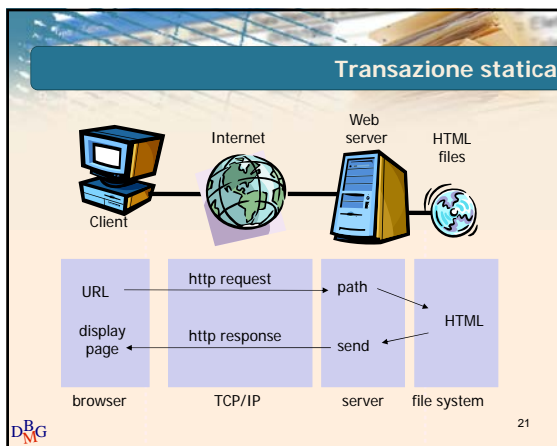 Transazione statica
Internet
Web
server
HTML
files
Client
URL
http request
path
HTML
display
page
http response
send
browser
TCP/IP
server
file system
DBMG
21